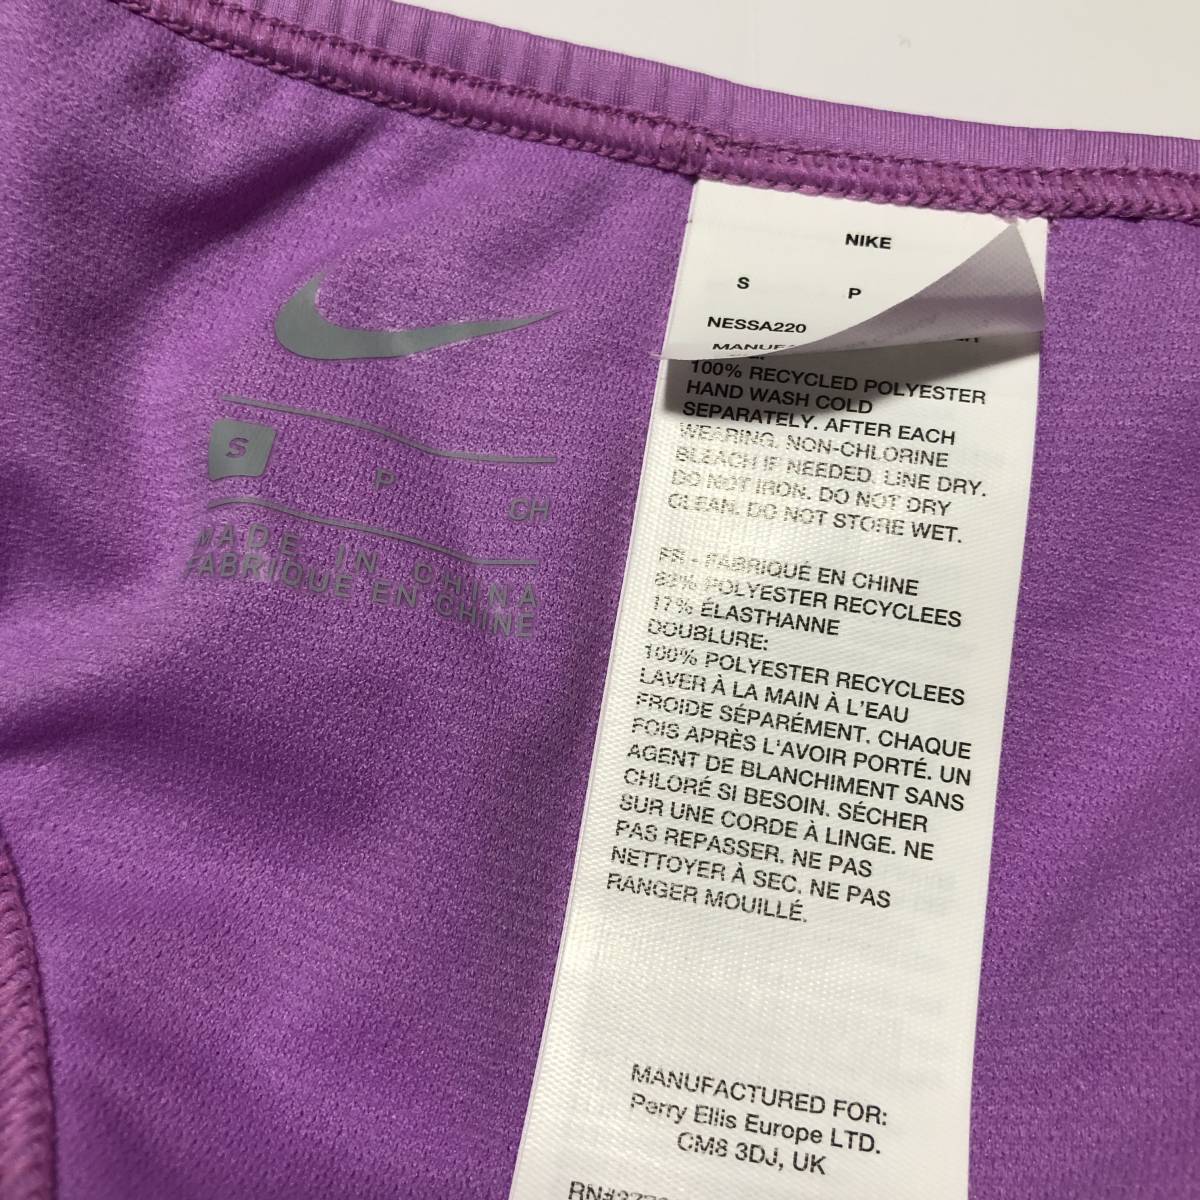 S
P
CH
MADE IN CHINA
FABRIQUE EN CHINE
NIKE
S
P
NESSA220
100% RECYCLED POLYESTER
HAND WASH COLD
SEPARATELY. AFTER EACH
WEARING. NON-CHLORINE
BLEACH IF NEEDED. LINE DRY.
DO NOT IRON. DO NOT DRY
CLEAN. DO NOT STORE WET.
FR - FABRIQUÉ EN CHINE
83% POLYESTER RECYCLEES
17% ÉLASTHANNE
DOUBLURE:
100% POLYESTER RECYCLEES
LAVER À LA MAIN À L'EAU
FROIDE SÉPARÉMENT. CHAQUE
FOIS APRÈS L'AVOIR PORTÉ. UN
AGENT DE BLANCHIMENT SANS
CHLORÉ SI BESOIN. SÉCHER
SUR UNE CORDE À LINGE. NE
PAS REPASSER. NE PAS
NETTOYER À SEC. NE PAS
RANGER MOUILLÉ.
MANUFACTURED FOR:
Perry Ellis Europe LTD.
CM8 3DJ, UK